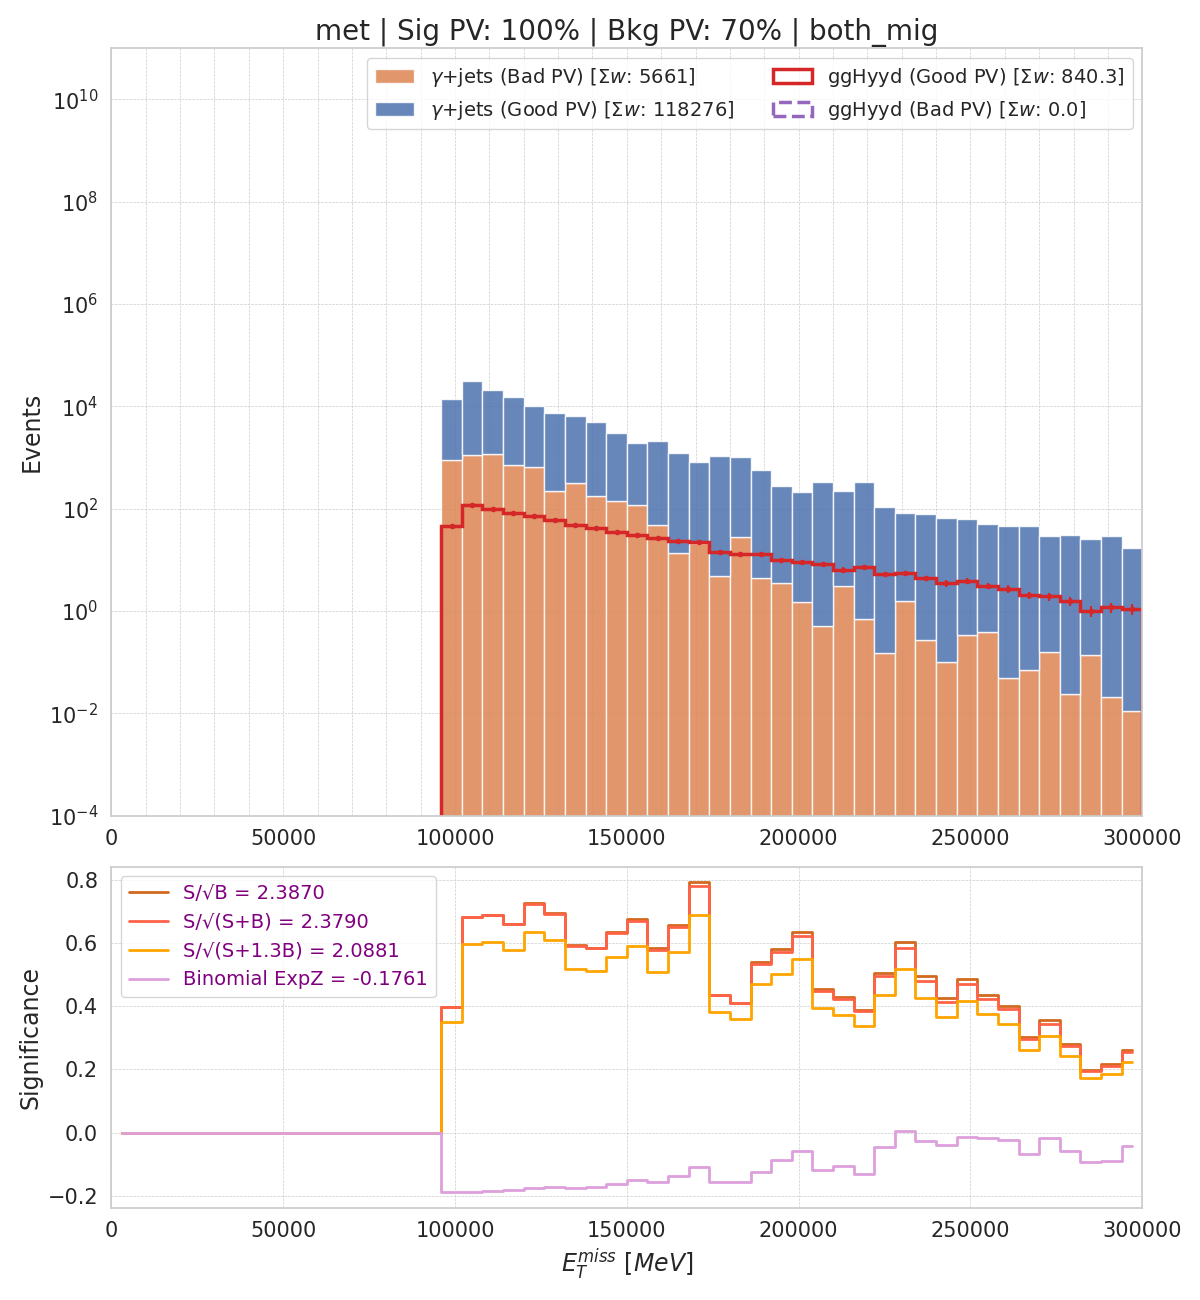 met | Sig PV: 100% | Bkg PV: 70% | both_mig
γ+jets (Bad PV) [Σw: 5661]
γ+jets (Good PV) [Σw: 118276]
ggHyyd (Good PV) [Σw: 840.3]
ggHyyd (Bad PV) [Σw: 0.0]
Events
10^10
10^8
10^6
10^4
10^2
10^0
10^−2
10^−4
0 50000 100000 150000 200000 250000 300000
S/√B = 2.3870
S/√(S+B) = 2.3790
S/√(S+1.3B) = 2.0881
Binomial ExpZ = -0.1761
Significance
0.8
0.6
0.4
0.2
0.0
−0.2
0 50000 100000 150000 200000 250000 300000
E_T^miss [MeV]